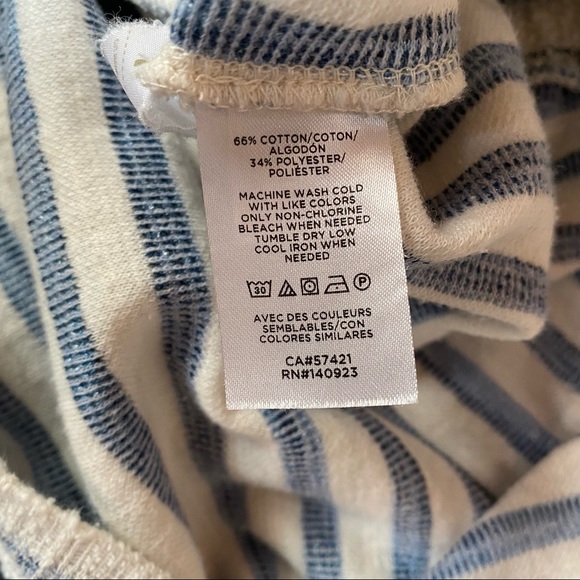 66% COTTON/COTON/
ALGODÓN
34% POLYESTER/
POLIÉSTER
MACHINE WASH COLD
WITH LIKE COLORS
ONLY NON-CHLORINE
BLEACH WHEN NEEDED
TUMBLE DRY LOW
COOL IRON WHEN
NEEDED
30 P
AVEC DES COULEURS
SEMBLABLES/CON
COLORES SIMILARES
CA#57421
RN#140923